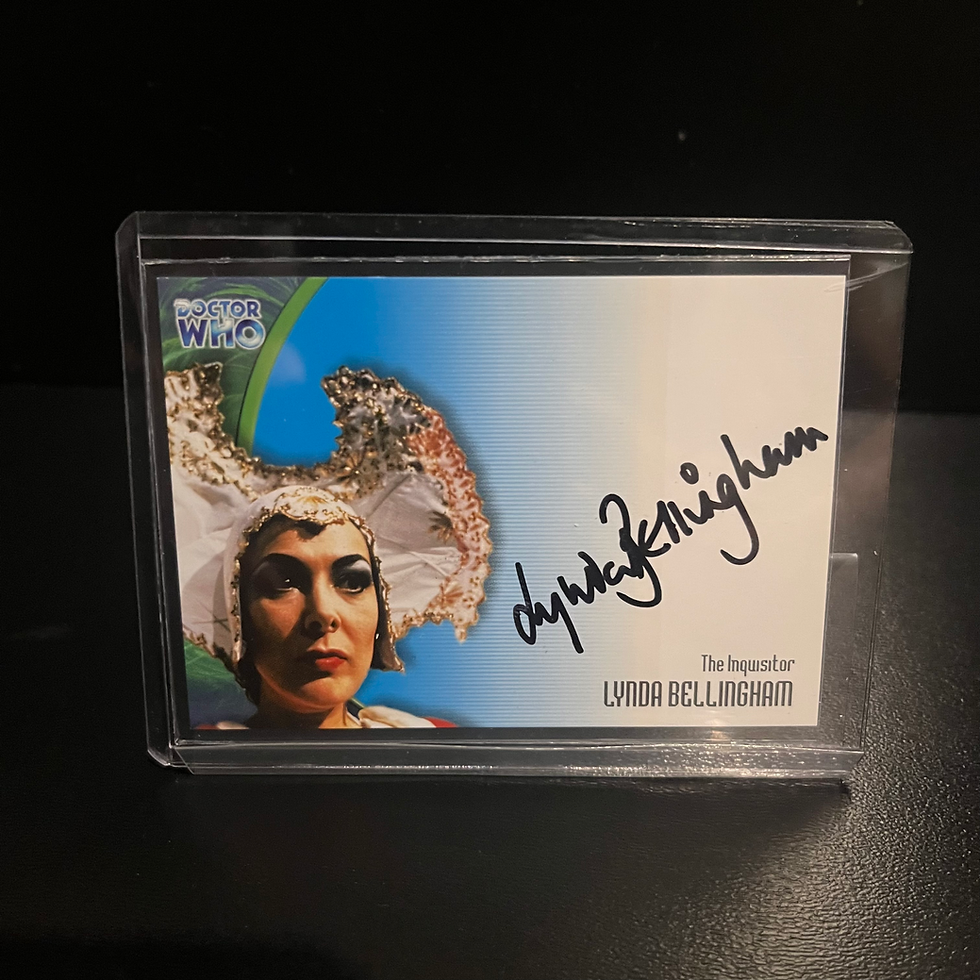 DOCTOR
WHO
Lynda Bellingham
The Inquisitor
LYNDA BELLINGHAM